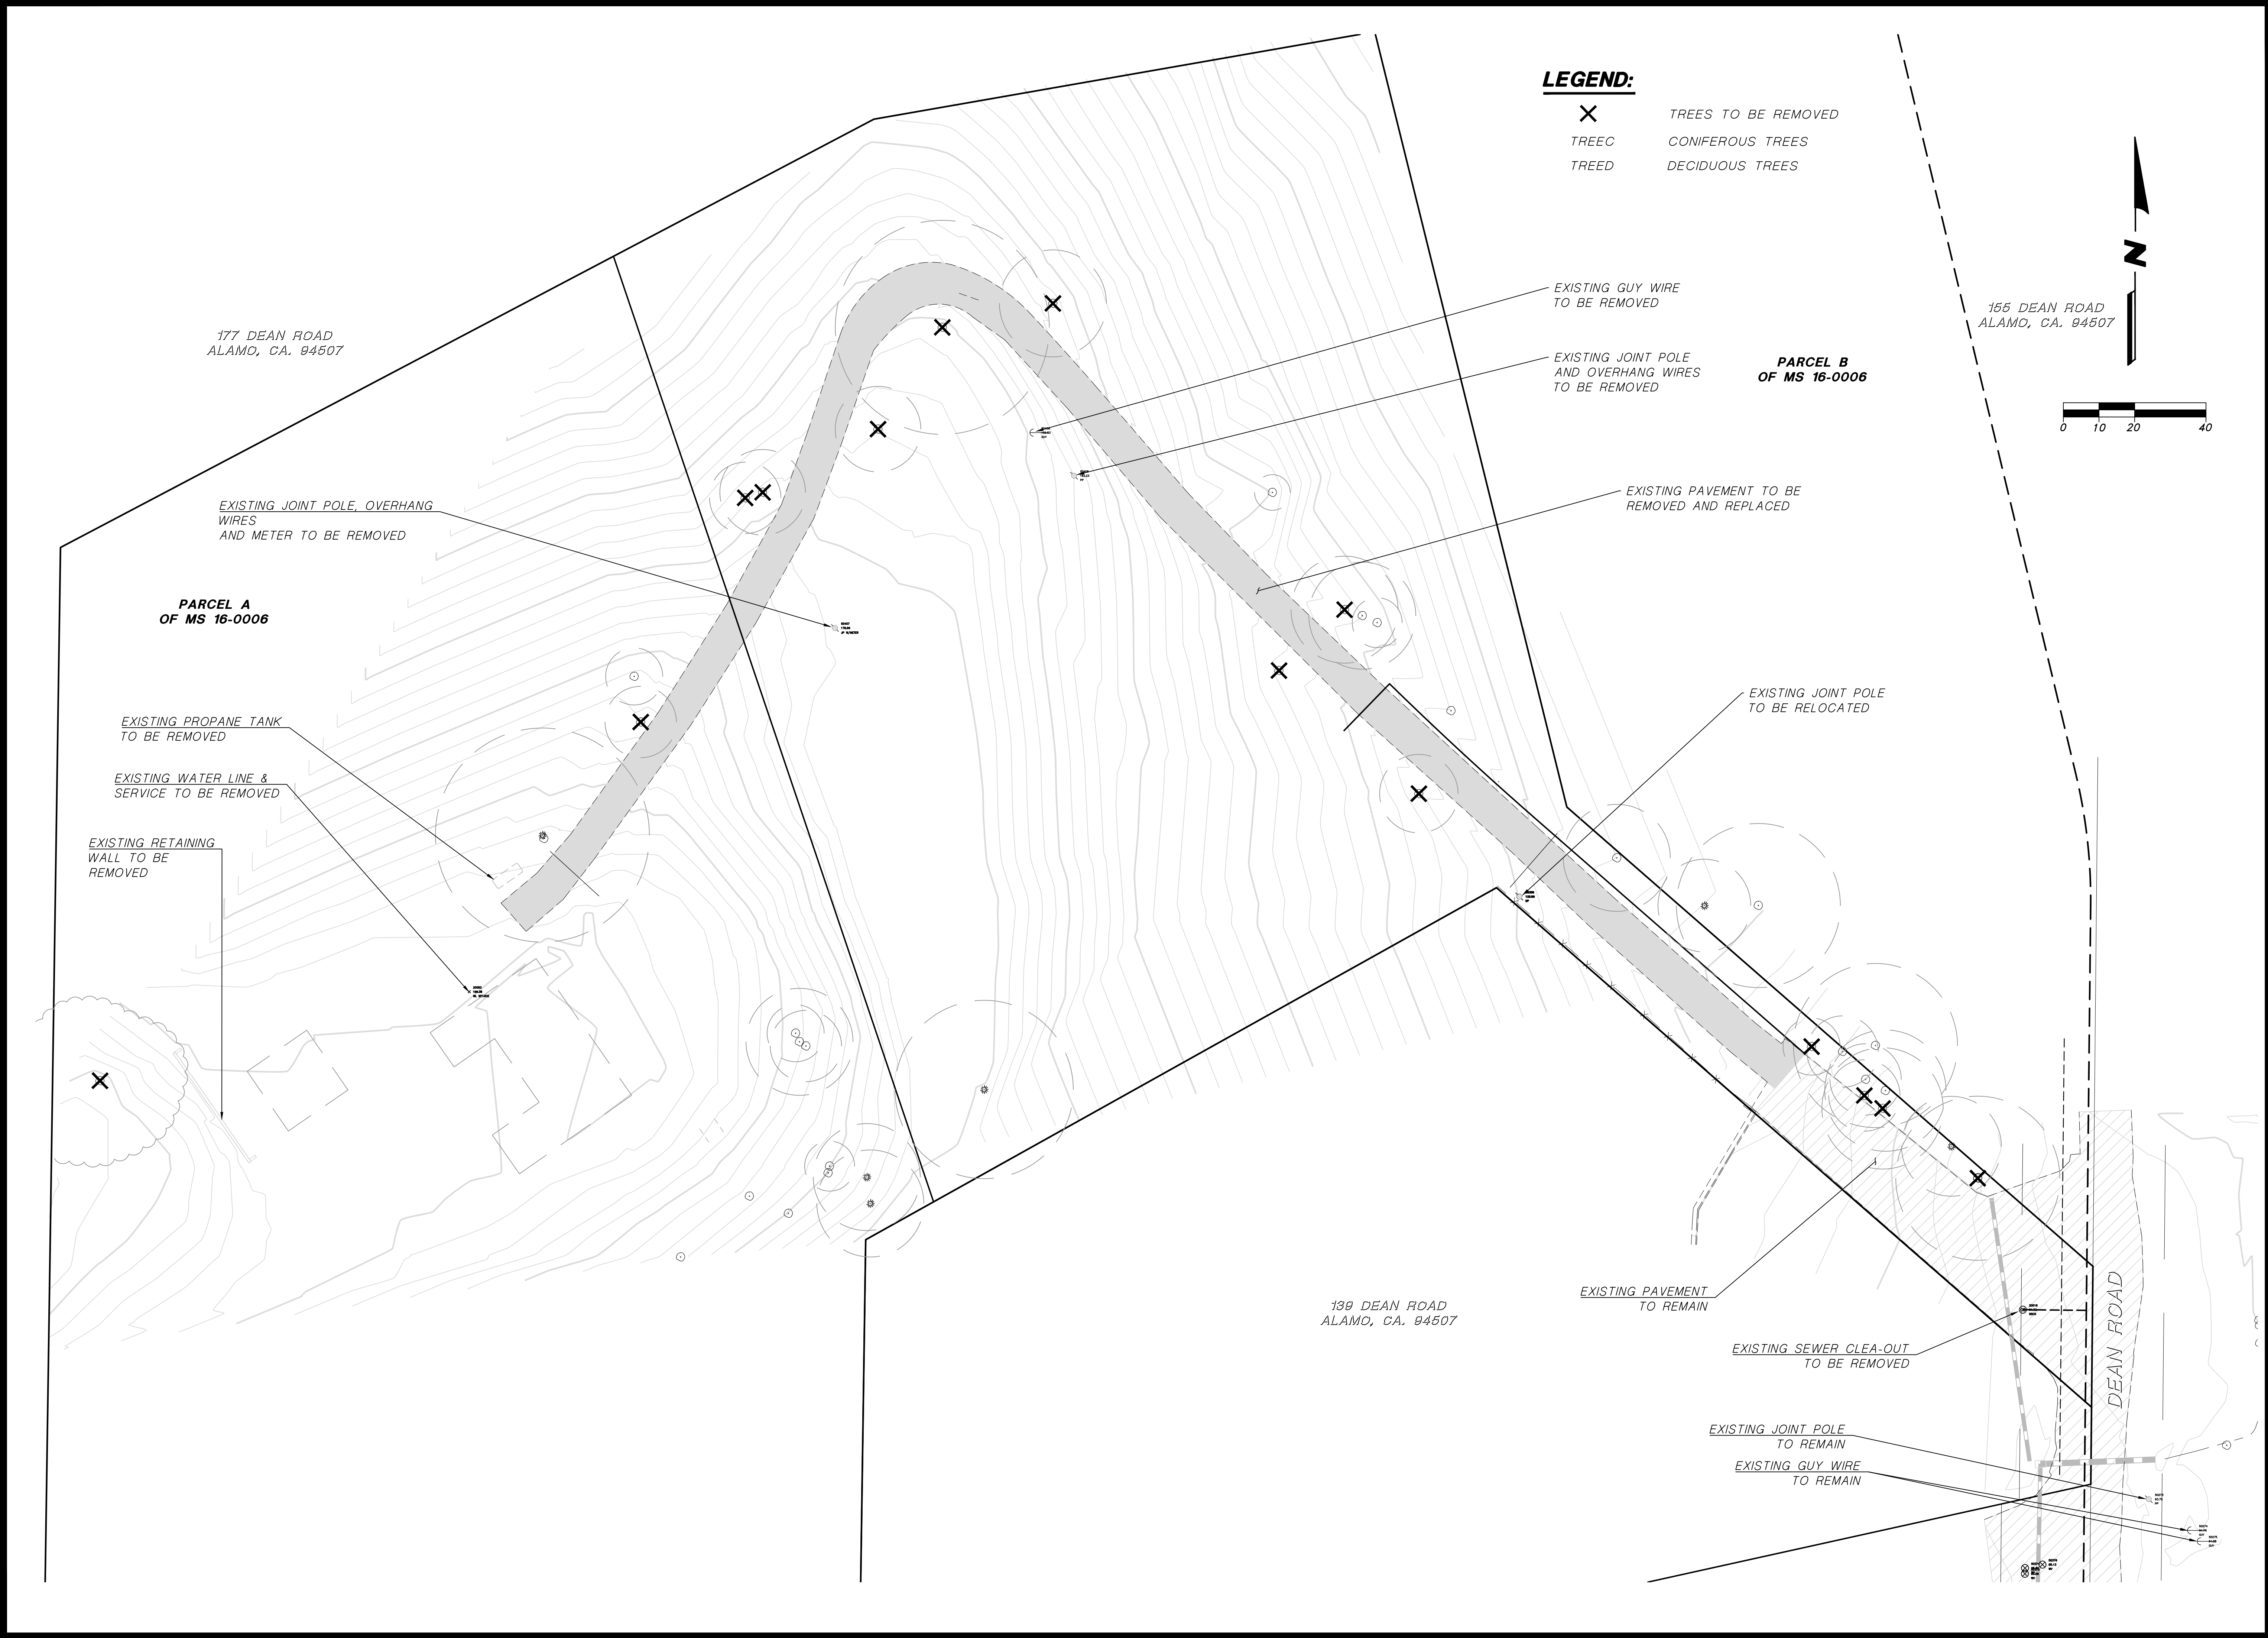 LEGEND:
TREES TO BE REMOVED
TREEC CONIFEROUS TREES
TREED DECIDUOUS TREES
N
0 10 20 40
155 DEAN ROAD
ALAMO, CA. 94507
177 DEAN ROAD
ALAMO, CA. 94507
EXISTING GUY WIRE
TO BE REMOVED
EXISTING JOINT POLE
AND OVERHANG WIRES
TO BE REMOVED
PARCEL B
OF MS 16-0006
EXISTING PAVEMENT TO BE
REMOVED AND REPLACED
EXISTING JOINT POLE, OVERHANG
WIRES
AND METER TO BE REMOVED
PARCEL A
OF MS 16-0006
EXISTING JOINT POLE
TO BE RELOCATED
EXISTING PROPANE TANK
TO BE REMOVED
EXISTING WATER LINE &
SERVICE TO BE REMOVED
EXISTING RETAINING
WALL TO BE
REMOVED
139 DEAN ROAD
ALAMO, CA. 94507
EXISTING PAVEMENT
TO REMAIN
EXISTING SEWER CLEA-OUT
TO BE REMOVED
DEAN ROAD
EXISTING JOINT POLE
TO REMAIN
EXISTING GUY WIRE
TO REMAIN